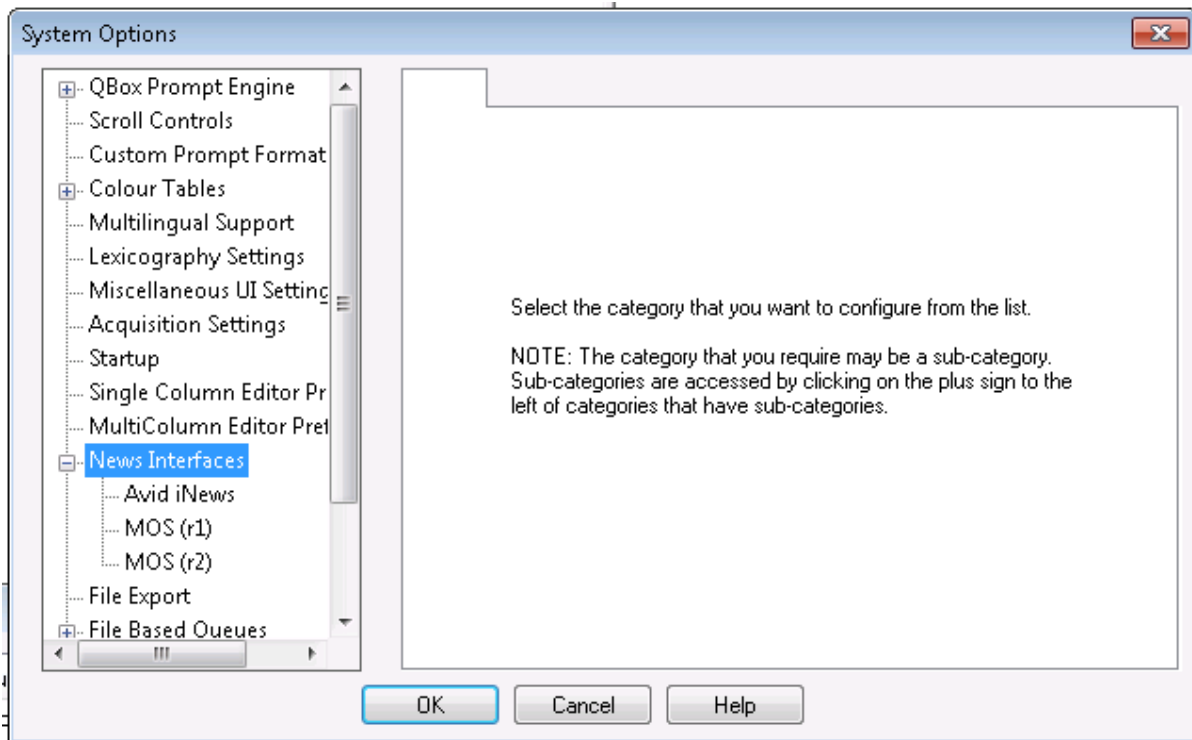 System Options
QBox Prompt Engine
Scroll Controls
Custom Prompt Format
Colour Tables
Multilingual Support
Lexicography Settings
Miscellaneous UI Setting
Acquisition Settings
Startup
Single Column Editor Pr
MultiColumn Editor Pref
News Interfaces
Avid iNews
MOS (r1)
MOS (r2)
File Export
File Based Queues
Select the category that you want to configure from the list.
NOTE: The category that you require may be a sub-category.
Sub-categories are accessed by clicking on the plus sign to the
left of categories that have sub-categories.
OK
Cancel
Help